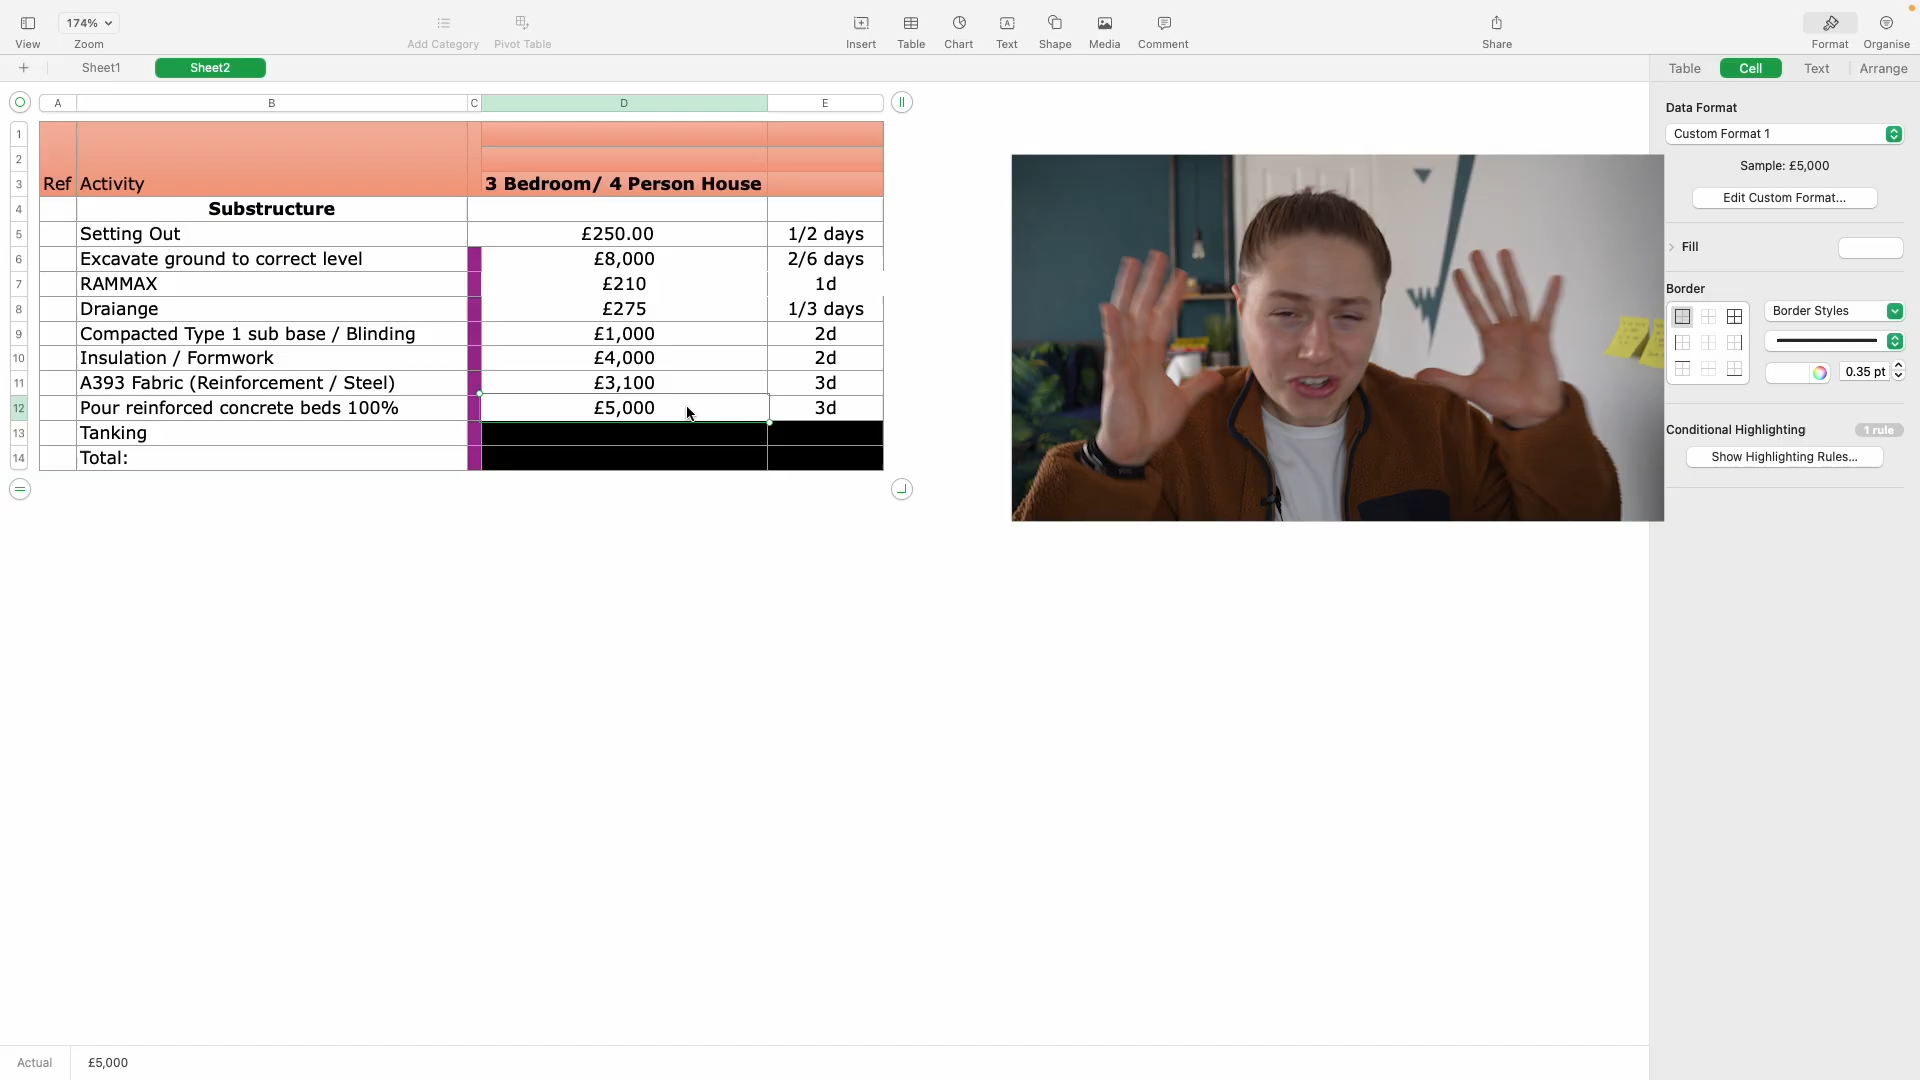 174%
View
Zoom
Add Category
Pivot Table
Insert
Table
Chart
Text
Shape
Media
Comment
Share
Format
Organise
Sheet1
Sheet2
Table
Cell
Text
Arrange
A B C D E
1
2
3 Ref Activity 3 Bedroom/ 4 Person House
4 Substructure
5 Setting Out £250.00 1/2 days
6 Excavate ground to correct level £8,000 2/6 days
7 RAMMAX £210 1d
8 Draiange £275 1/3 days
9 Compacted Type 1 sub base / Blinding £1,000 2d
10 Insulation / Formwork £4,000 2d
11 A393 Fabric (Reinforcement / Steel) £3,100 3d
12 Pour reinforced concrete beds 100% £5,000 3d
13 Tanking
14 Total:
Data Format
Custom Format 1
Sample: £5,000
Edit Custom Format...
Fill
Border
Border Styles
0.35 pt
Conditional Highlighting 1 rule
Show Highlighting Rules...
Actual £5,000